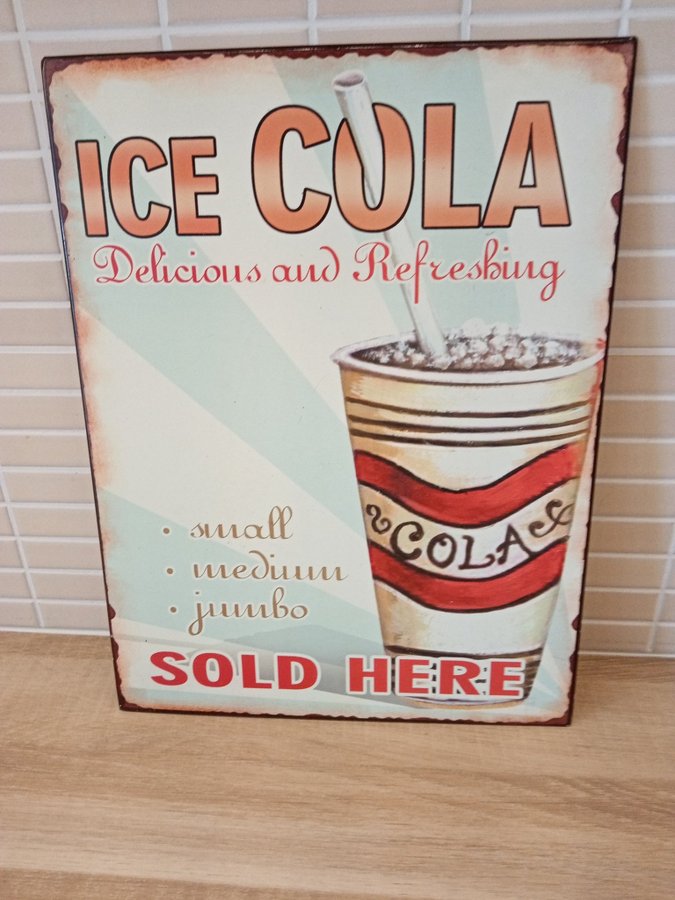 ICE COLA
Delicious and Refreshing
• small
• medium
• jumbo
COLA
SOLD HERE